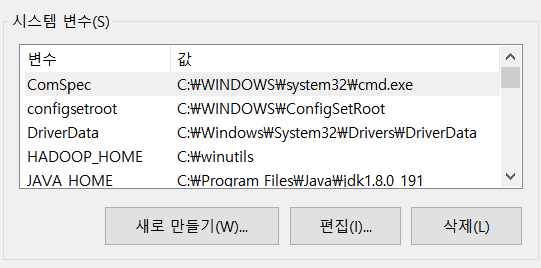 시스템 변수(S)
변수 값
ComSpec C:₩WINDOWS₩system32₩cmd.exe
configsetroot C:₩WINDOWS₩ConfigSetRoot
DriverData C:₩Windows₩System32₩Drivers₩DriverData
HADOOP_HOME C:₩winutils
JAVA_HOME C:₩Program Files₩Java₩jdk1.8.0_191
새로 만들기(W)... 편집(I)... 삭제(L)